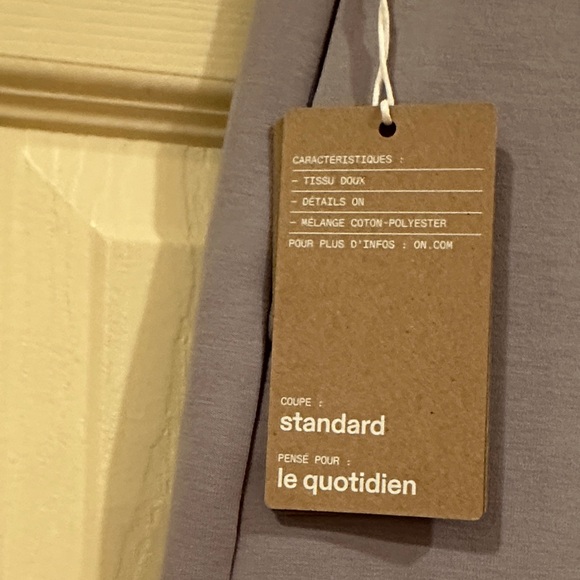 CARACTÉRISTIQUES :
– TISSU DOUX
– DÉTAILS ON
– MÉLANGE COTON-POLYESTER
POUR PLUS D'INFOS : ON.COM
COUPE :
standard
PENSÉ POUR :
le quotidien